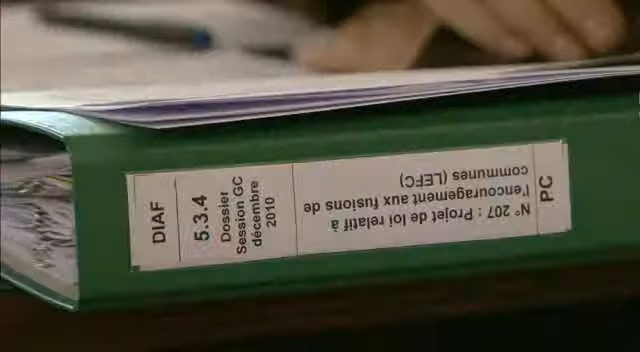 DIAF
5.3.4
Dossier
Session GC
décembre
2010
N° 207 : Projet de loi relatif à
l'encouragement aux fusions de
communes (LEFC)
PC